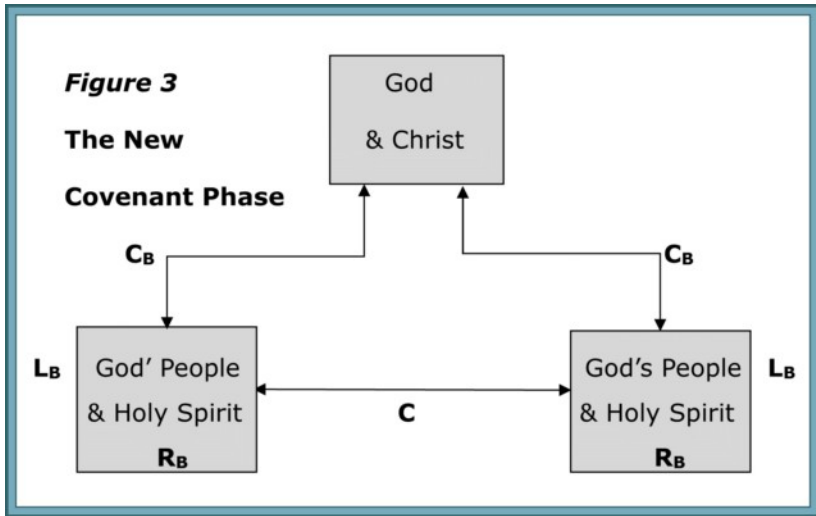 Figure 3
The New
Covenant Phase
God
& Christ
CB
CB
LB
God' People
& Holy Spirit
RB
C
God's People
& Holy Spirit
RB
LB